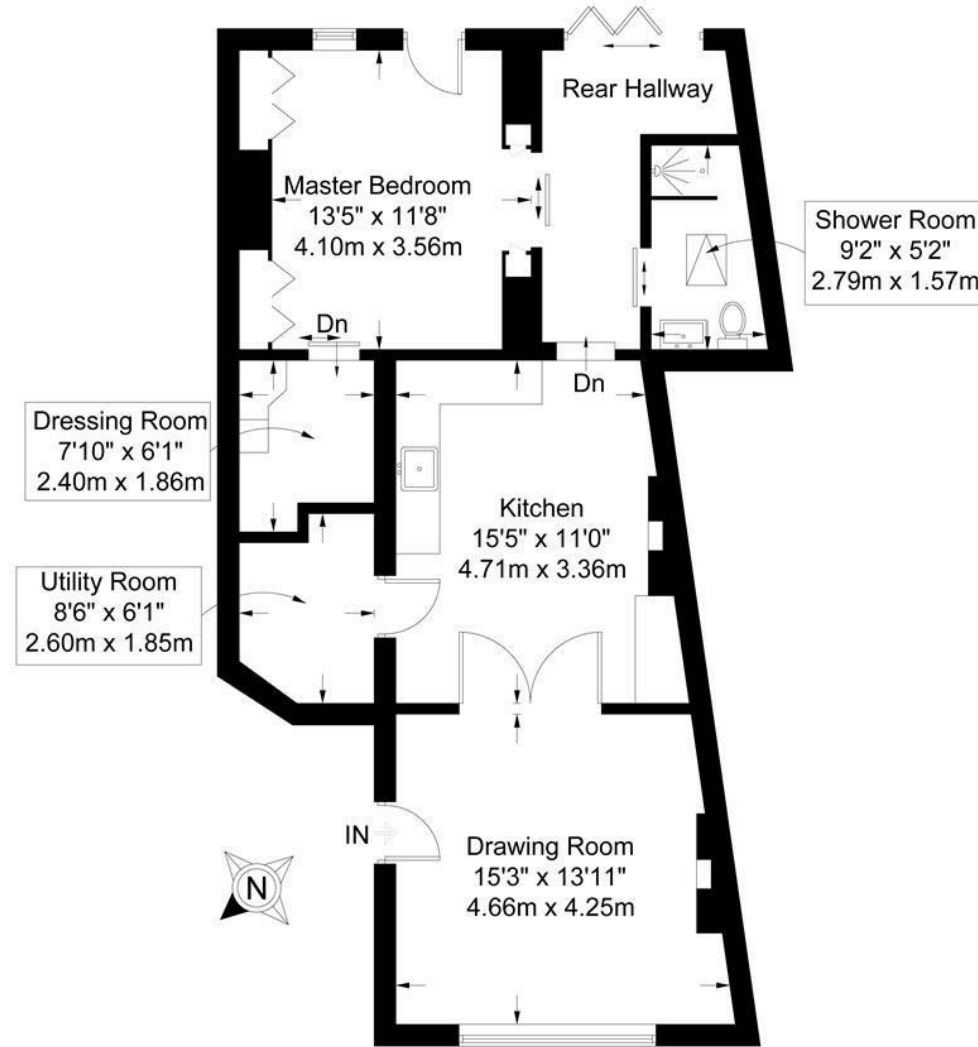 Rear Hallway
Master Bedroom
13'5" x 11'8"
4.10m x 3.56m
Shower Room
9'2" x 5'2"
2.79m x 1.57m
Dn
Dn
Dressing Room
7'10" x 6'1"
2.40m x 1.86m
Kitchen
15'5" x 11'0"
4.71m x 3.36m
Utility Room
8'6" x 6'1"
2.60m x 1.85m
IN
Drawing Room
15'3" x 13'11"
4.66m x 4.25m
N